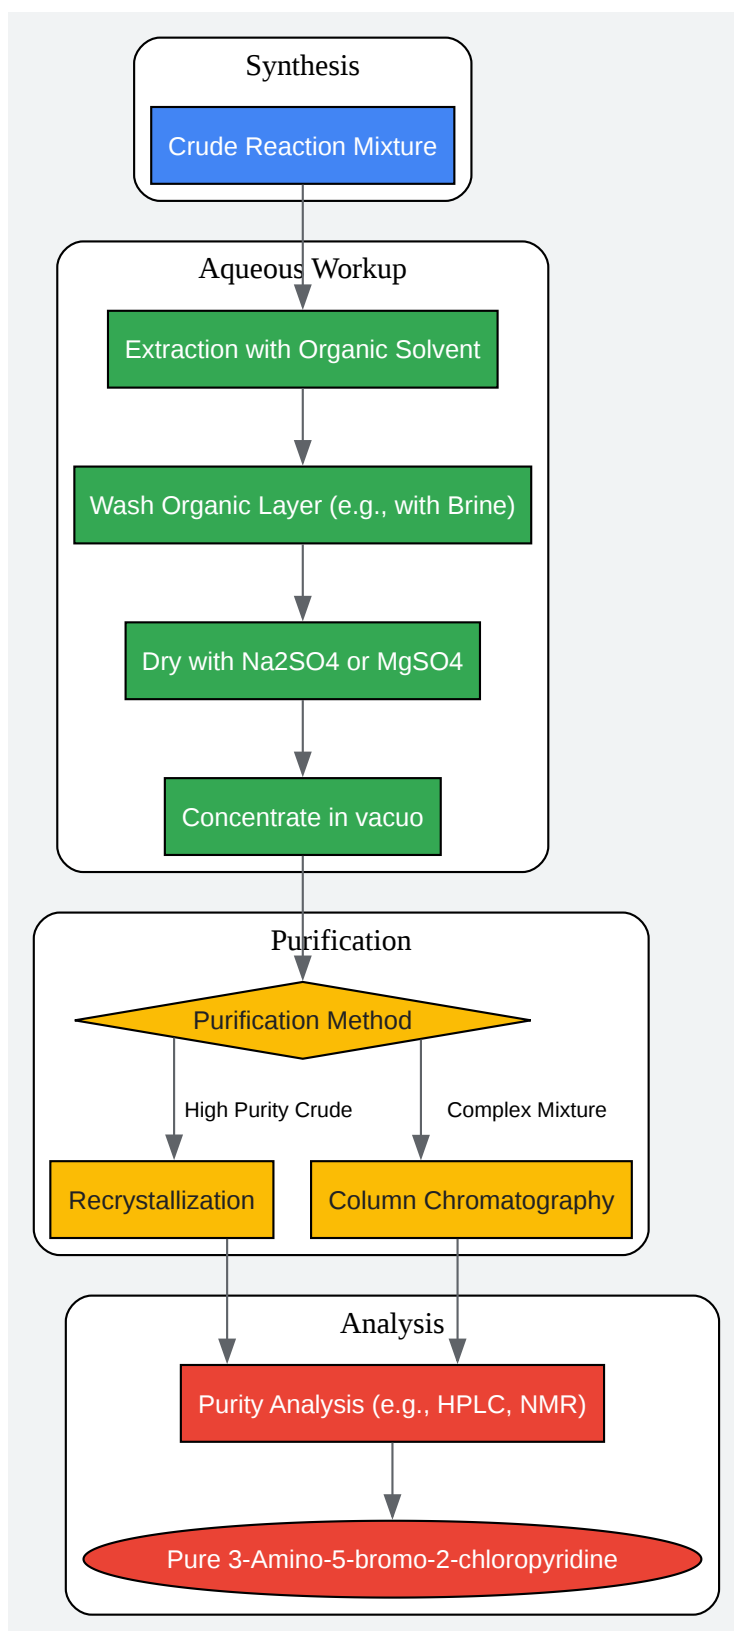 Synthesis
Crude Reaction Mixture
Aqueous Workup
Extraction with Organic Solvent
Wash Organic Layer (e.g., with Brine)
Dry with Na2SO4 or MgSO4
Concentrate in vacuo
Purification
Purification Method
High Purity Crude
Complex Mixture
Recrystallization
Column Chromatography
Analysis
Purity Analysis (e.g., HPLC, NMR)
Pure 3-Amino-5-bromo-2-chloropyridine